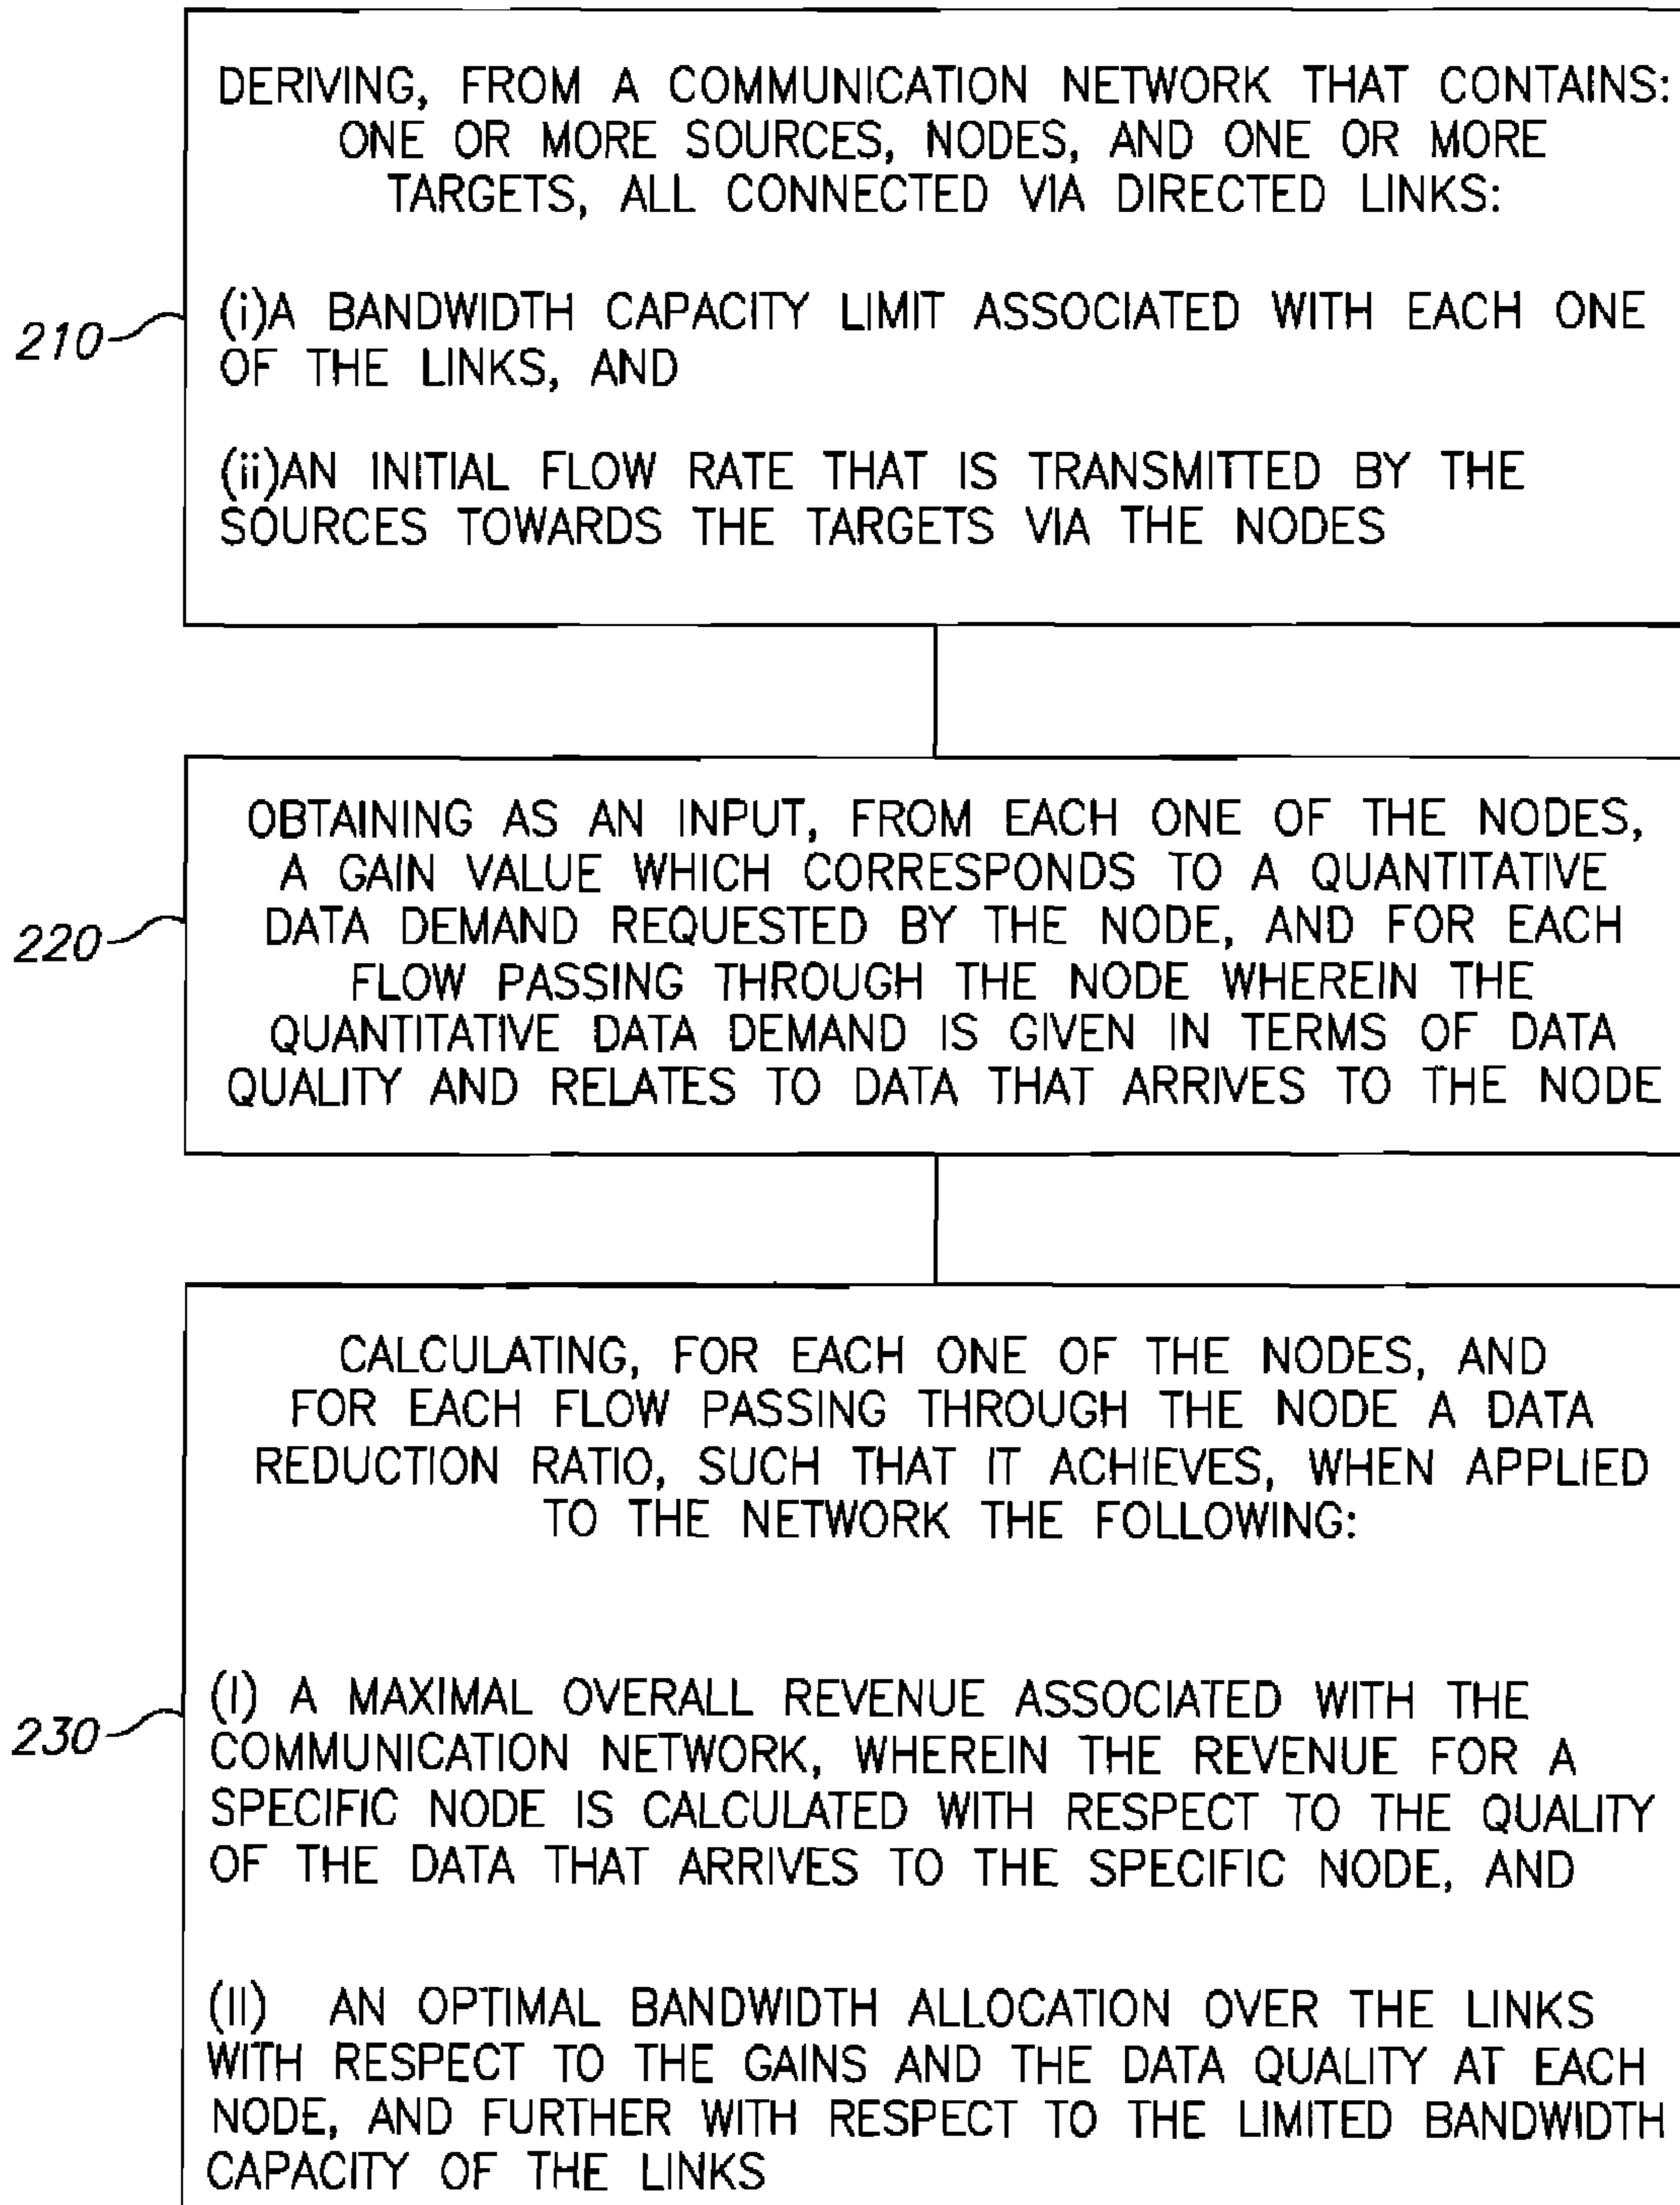 DERIVING, FROM A COMMUNICATION NETWORK THAT CONTAINS:
ONE OR MORE SOURCES, NODES, AND ONE OR MORE
TARGETS, ALL CONNECTED VIA DIRECTED LINKS:
(i)A BANDWIDTH CAPACITY LIMIT ASSOCIATED WITH EACH ONE
OF THE LINKS, AND
210
(ii)AN INITIAL FLOW RATE THAT IS TRANSMITTED BY THE
SOURCES TOWARDS THE TARGETS VIA THE NODES
OBTAINING AS AN INPUT, FROM EACH ONE OF THE NODES,
A GAIN VALUE WHICH CORRESPONDS TO A QUANTITATIVE
DATA DEMAND REQUESTED BY THE NODE, AND FOR EACH
220
FLOW PASSING THROUGH THE NODE WHEREIN THE
QUANTITATIVE DATA DEMAND IS GIVEN IN TERMS OF DATA
QUALITY AND RELATES TO DATA THAT ARRIVES TO THE NODE
CALCULATING, FOR EACH ONE OF THE NODES, AND
FOR EACH FLOW PASSING THROUGH THE NODE A DATA
REDUCTION RATIO, SUCH THAT IT ACHIEVES, WHEN APPLIED
TO THE NETWORK THE FOLLOWING:
(I) A MAXIMAL OVERALL REVENUE ASSOCIATED WITH THE
230
COMMUNICATION NETWORK, WHEREIN THE REVENUE FOR A
SPECIFIC NODE IS CALCULATED WITH RESPECT TO THE QUALITY
OF THE DATA THAT ARRIVES TO THE SPECIFIC NODE, AND
(II) AN OPTIMAL BANDWIDTH ALLOCATION OVER THE LINKS
WITH RESPECT TO THE GAINS AND THE DATA QUALITY AT EACH
NODE, AND FURTHER WITH RESPECT TO THE LIMITED BANDWIDTH
CAPACITY OF THE LINKS